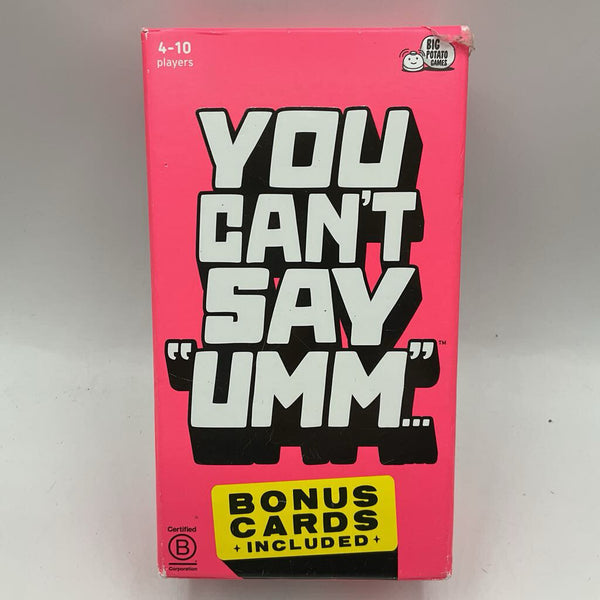 4-10
players
BIG
POTATO
GAMES
YOU
CAN'T
SAY
"UMM"...
™
BONUS
CARDS
+ INCLUDED +
Certified
B
Corporation